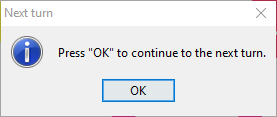 Next turn
Press "OK" to continue to the next turn.
OK